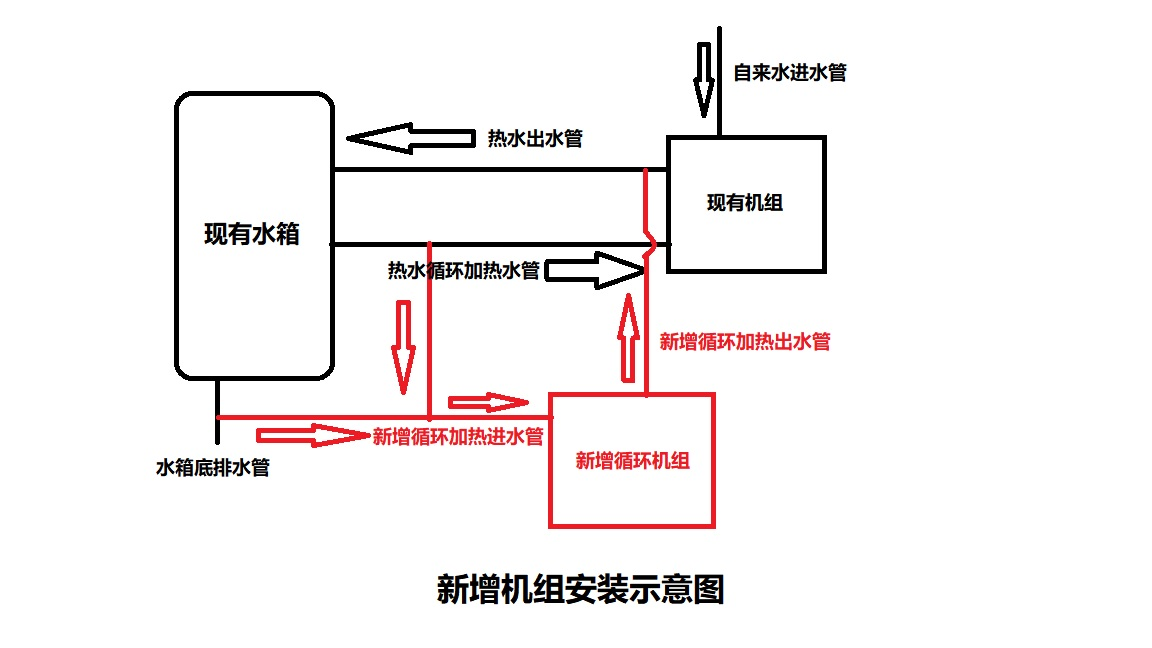 自来水进水管
热水出水管
现有机组
现有水箱
热水循环加热水管
新增循环加热出水管
新增循环加热进水管
新增循环机组
水箱底排水管
新增机组安装示意图